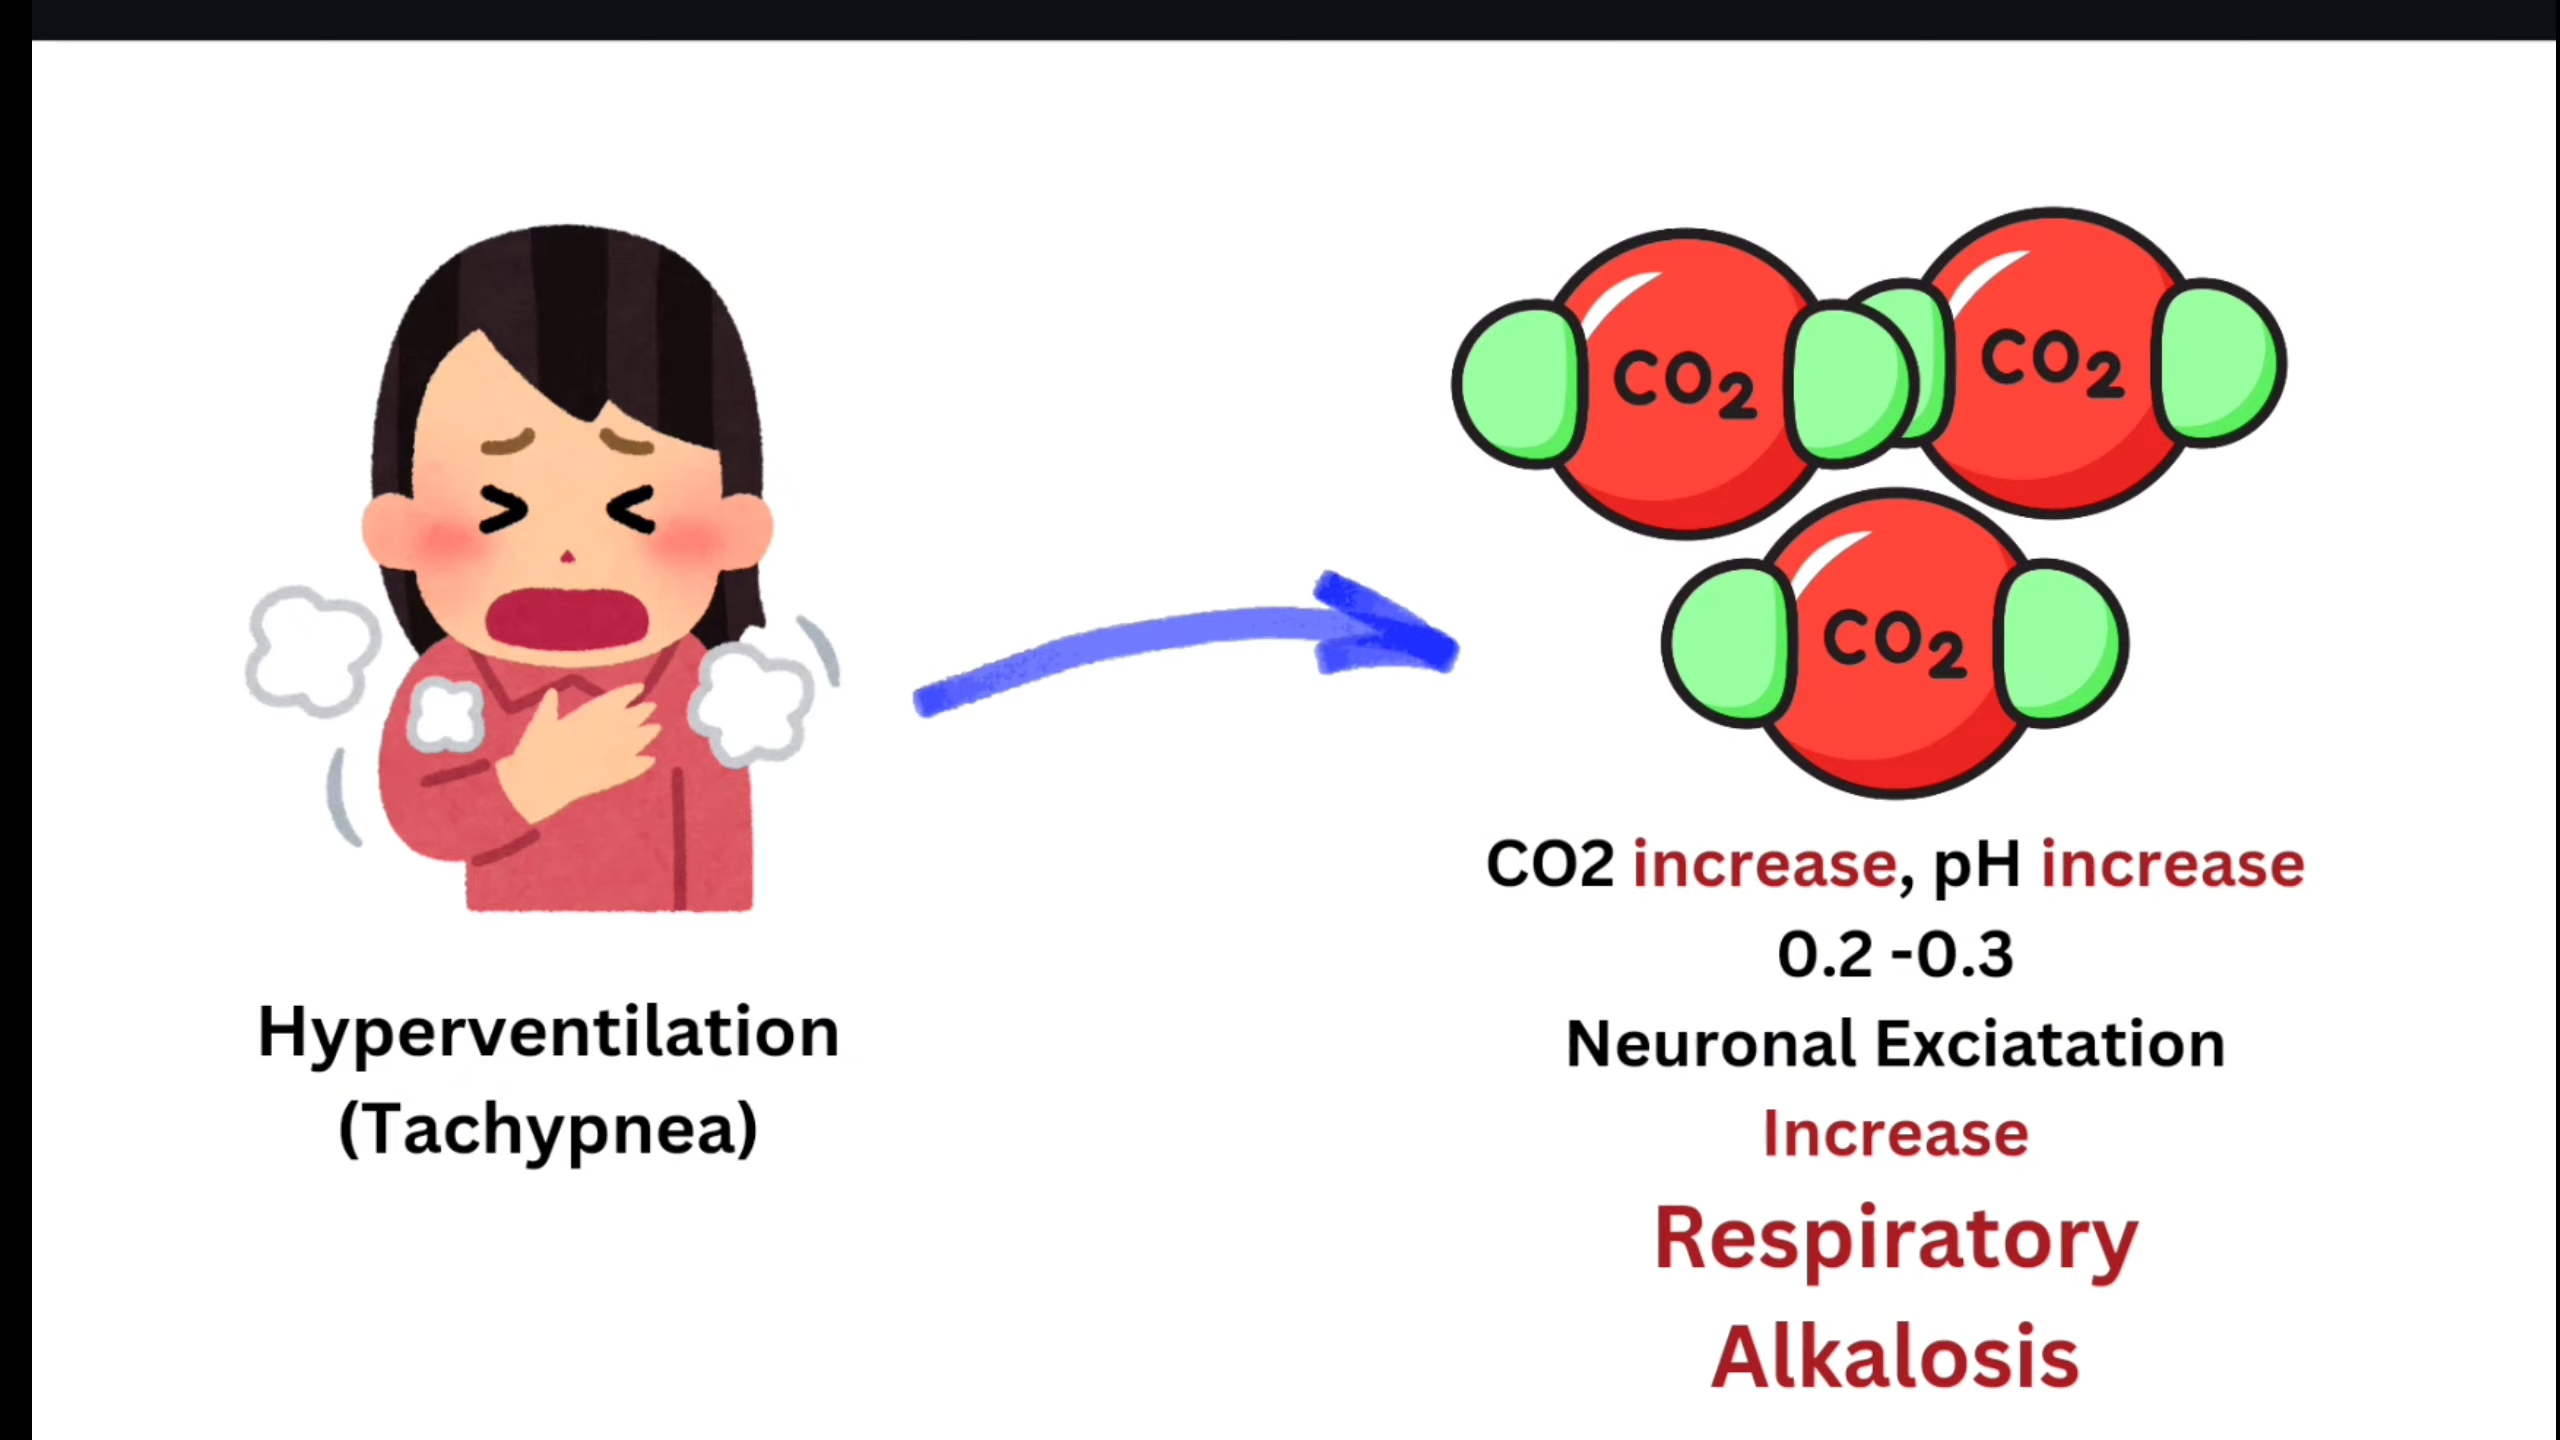 CO2
CO2
CO2
Hyperventilation
(Tachypnea)
CO2 increase, pH increase
0.2 -0.3
Neuronal Exciatation
Increase
Respiratory
Alkalosis